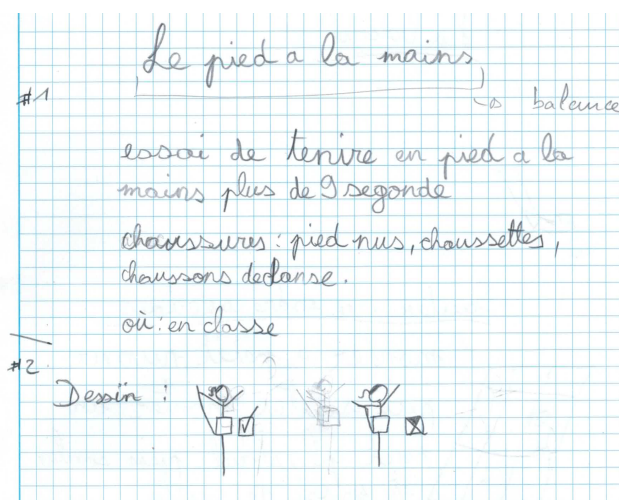 Le pied a la mains
#1
↳ balance
essai de tenire en pied a la
mains plus de 9 segonde
chaussures : pied nus, chaussettes,
chaussons de danse.
où : en classe
#2
Dessin :